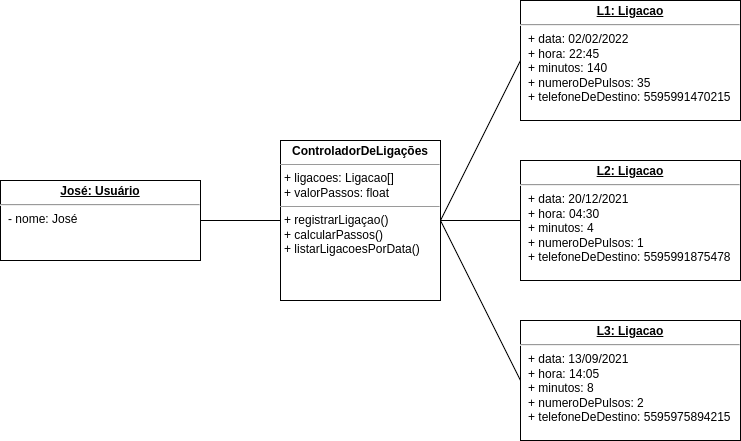 José: Usuário
- nome: José
ControladorDeLigações
+ ligacoes: Ligacao[]
+ valorPassos: float
+ registrarLigaçao()
+ calcularPassos()
+ listarLigacoesPorData()
L1: Ligacao
+ data: 02/02/2022
+ hora: 22:45
+ minutos: 140
+ numeroDePulsos: 35
+ telefoneDeDestino: 5595991470215
L2: Ligacao
+ data: 20/12/2021
+ hora: 04:30
+ minutos: 4
+ numeroDePulsos: 1
+ telefoneDeDestino: 5595991875478
L3: Ligacao
+ data: 13/09/2021
+ hora: 14:05
+ minutos: 8
+ numeroDePulsos: 2
+ telefoneDeDestino: 5595975894215